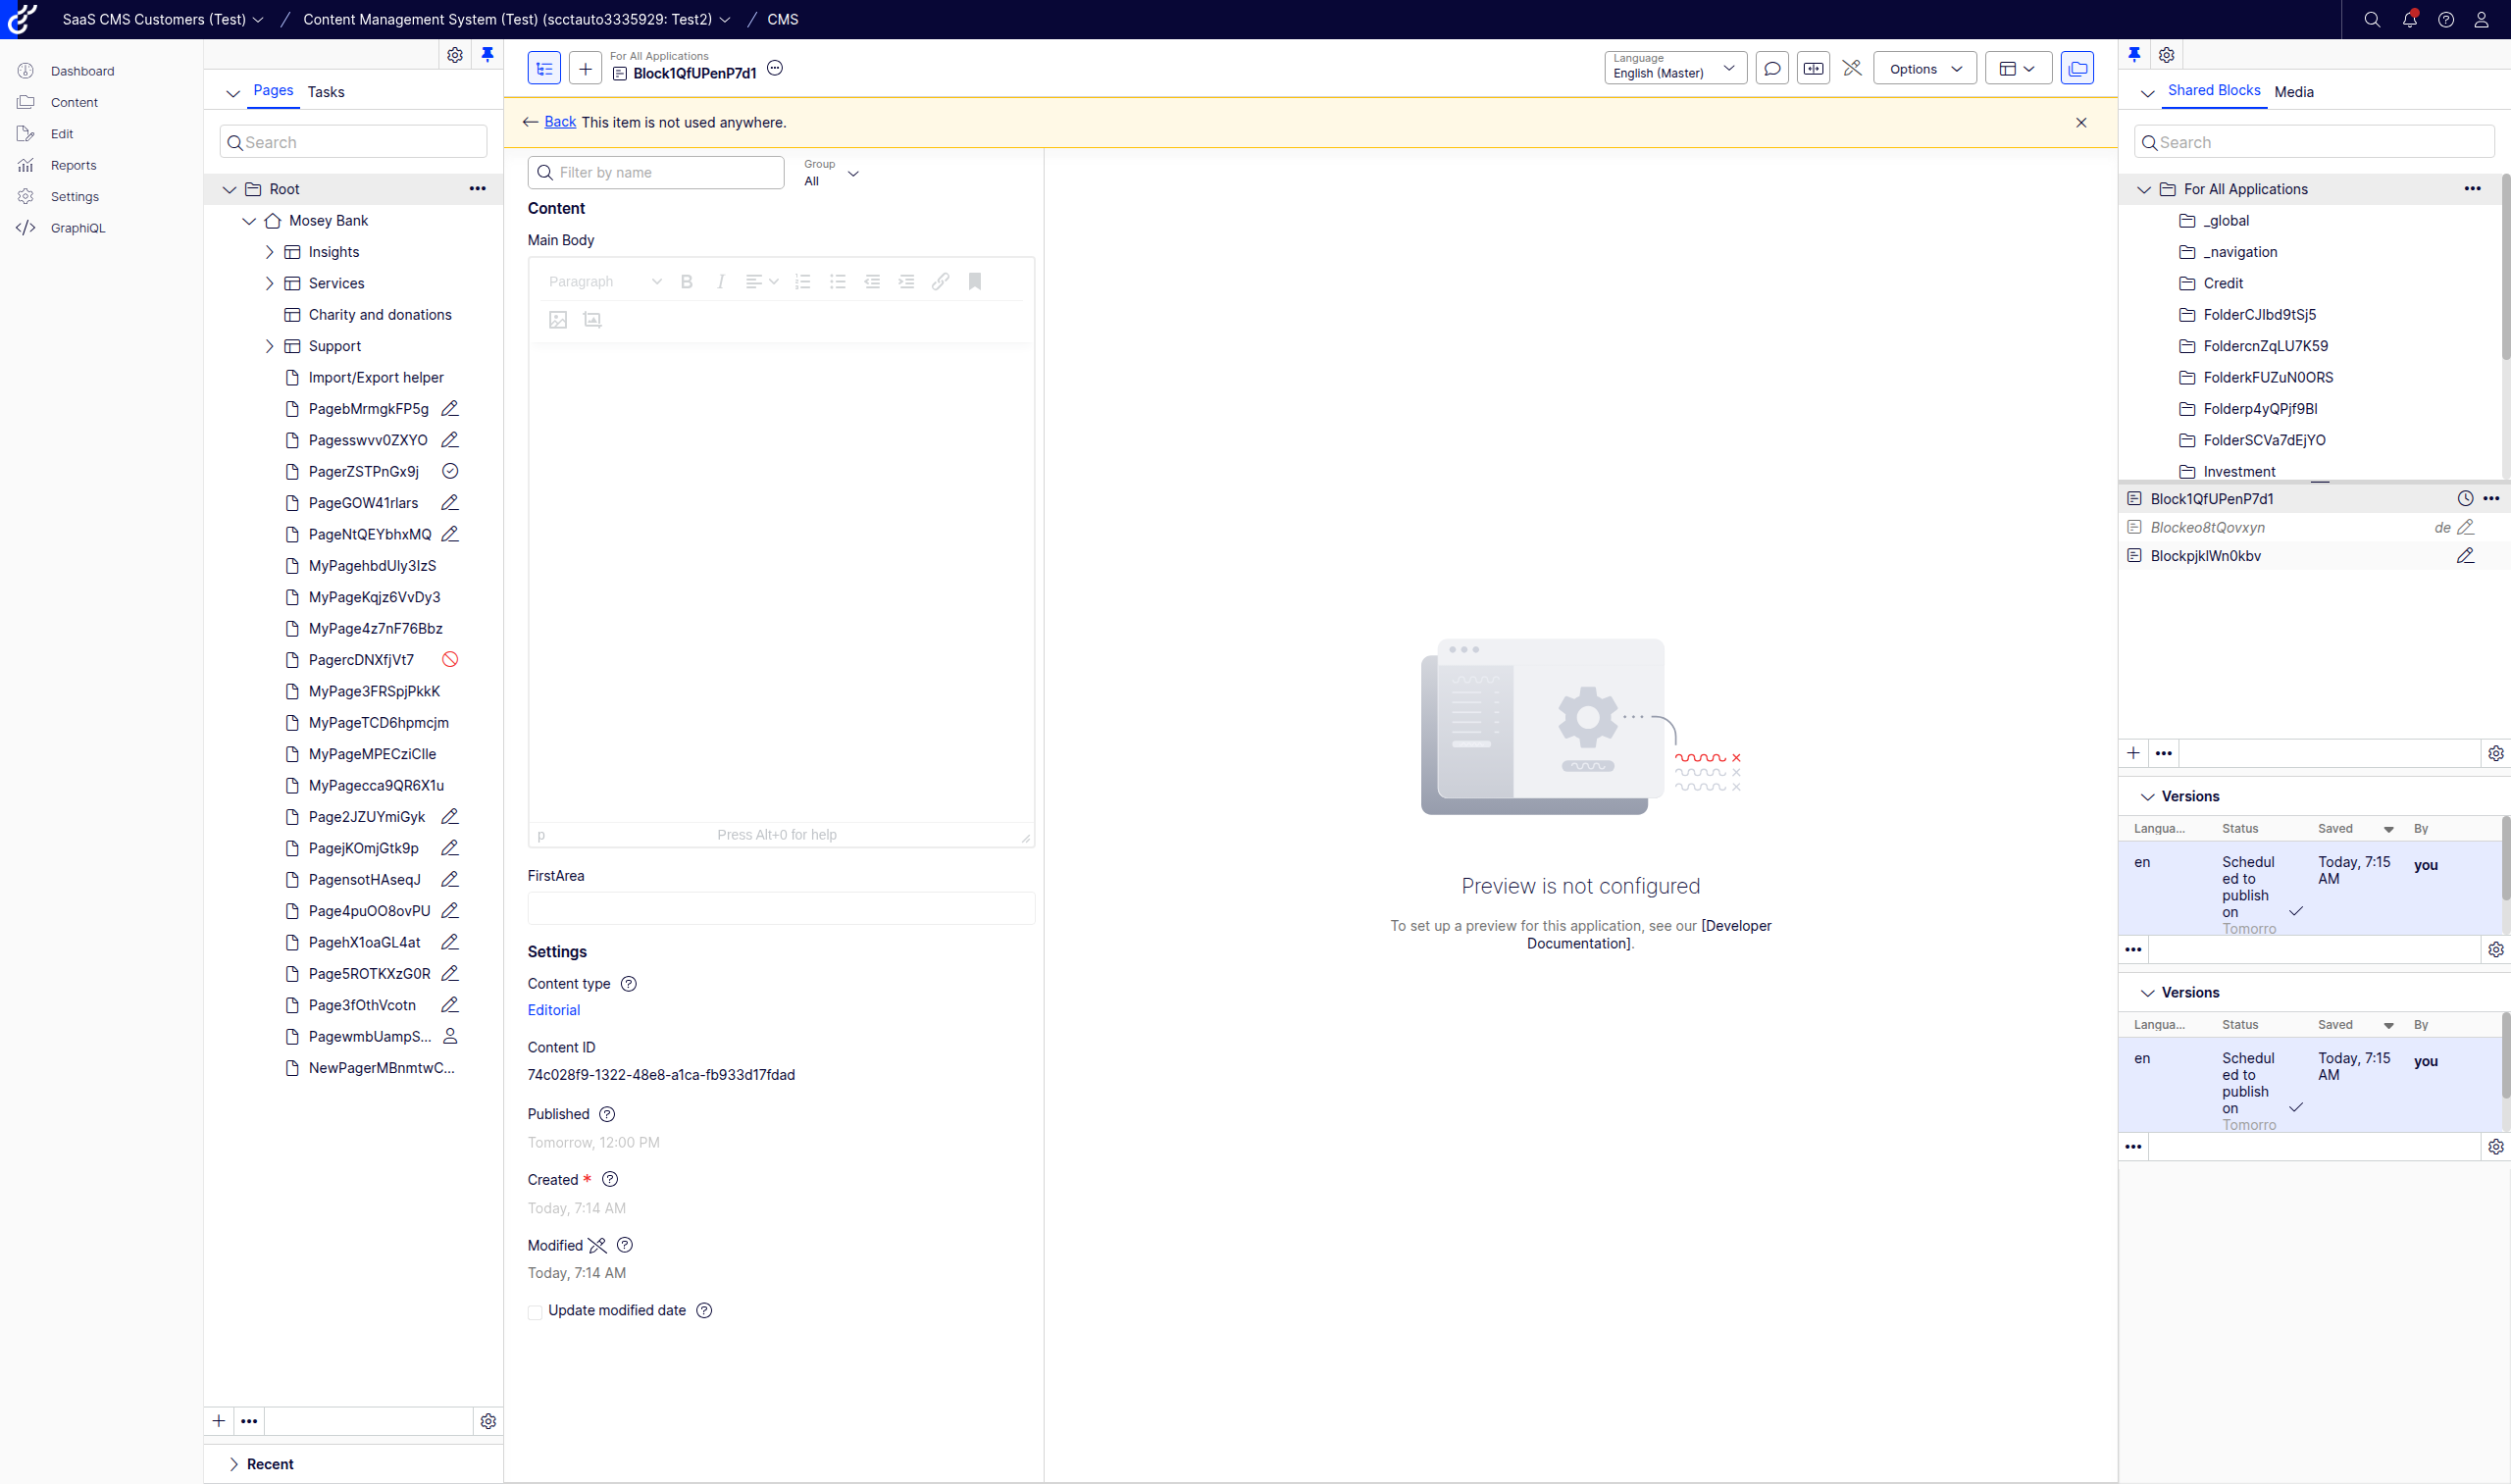 SaaS CMS Customers (Test) / Content Management System (Test) (scctauto3335929: Test2) / CMS
Dashboard
Content
Edit
Reports
Settings
GraphiQL
Pages Tasks
Search
Root
Mosey Bank
Insights
Services
Charity and donations
Support
Import/Export helper
PagebMrmgkFP5g
Pagesswvv0ZXYO
PagerZSTPnGx9j
PageGOW41rlars
PageNtQEYbhxMQ
MyPagehbdUly3IzS
MyPageKqjz6VvDy3
MyPage4z7nF76Bbz
PagercDNXfjVt7
MyPage3FRSpjPkkK
MyPageTCD6hpmcjm
MyPageMPECziClle
MyPagecca9QR6X1u
Page2JZUYmiGyk
PagejKOmjGtk9p
PagensotHAseqJ
Page4puOO8ovPU
PagehX1oaGL4at
Page5ROTKXzG0R
Page3fOthVcotn
PagewmbUampS...
NewPagerMBnmtwC...
Recent
For All Applications
Block1QfUPenP7d1
Language
English (Master)
Options
Back This item is not used anywhere.
Filter by name
Group
All
Content
Main Body
Paragraph
p Press Alt+0 for help
FirstArea
Settings
Content type
Editorial
Content ID
74c028f9-1322-48e8-a1ca-fb933d17fdad
Published
Tomorrow, 12:00 PM
Created *
Today, 7:14 AM
Modified
Today, 7:14 AM
Update modified date
Preview is not configured
To set up a preview for this application, see our [Developer
Documentation].
Shared Blocks Media
Search
For All Applications
_global
_navigation
Credit
FolderCJIbd9tSj5
FoldercnZqLU7K59
FolderkFUZuN0ORS
Folderp4yQPjf9BI
FolderSCVa7dEjYO
Investment
Block1QfUPenP7d1
Blockeo8tQovxyn de
BlockpjklWn0kbv
Versions
Langua... Status Saved By
en Schedul Today, 7:15 you
ed to AM
publish
on
Tomorro
Versions
Langua... Status Saved By
en Schedul Today, 7:15 you
ed to AM
publish
on
Tomorro